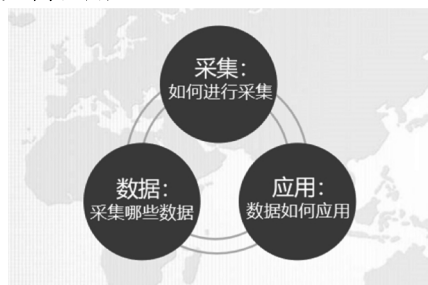 采集：
如何进行采集
数据：
采集哪些数据
应用：
数据如何应用